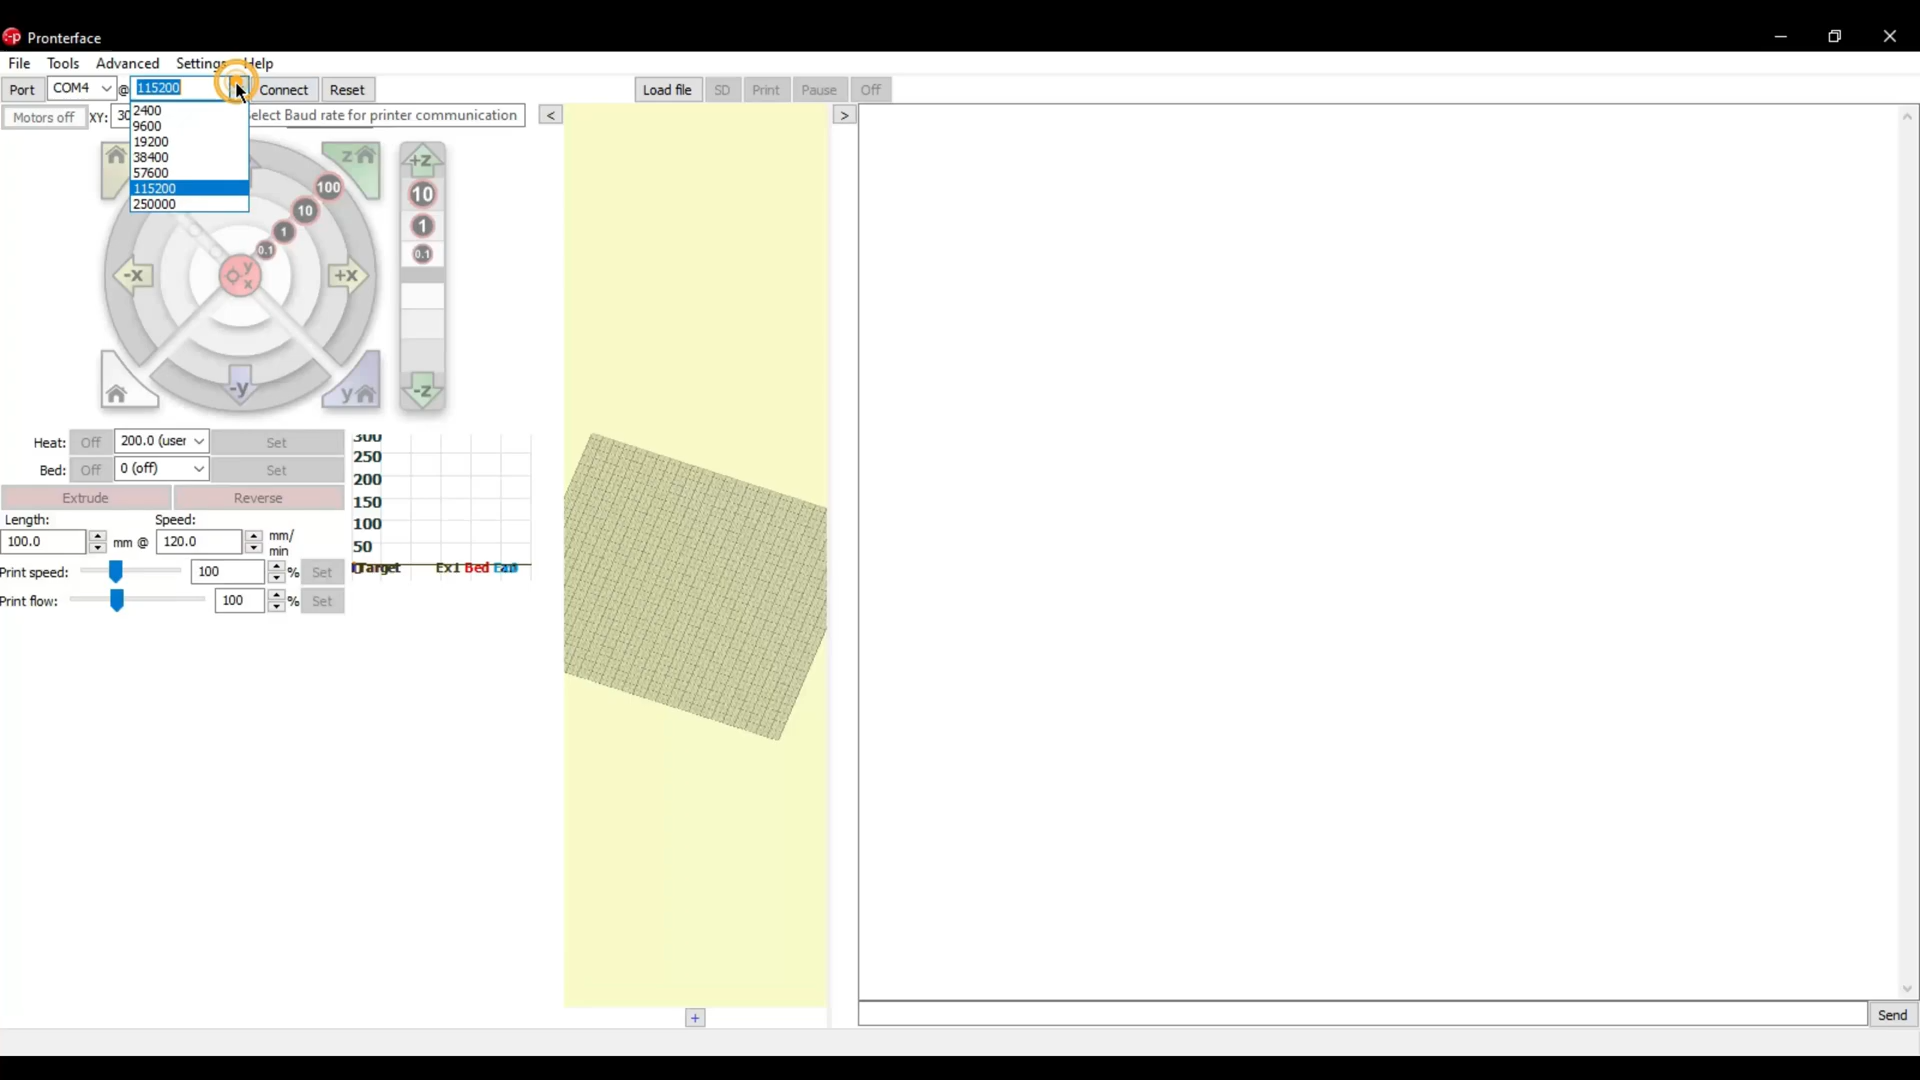 Pronterface
File Tools Advanced Settings Help
Port COM4 @ 115200 Connect Reset Load file SD Print Pause Off
Motors off XY: 30 elect Baud rate for printer communication < >
2400
9600
19200
38400
57600
115200
250000
z
+z
100 10
10 1
1 0.1
0.1
-x y x +x
-y y -z
Heat: Off 200.0 (user Set
Bed: Off 0 (off) Set
Extrude Reverse
Length: Speed:
100.0 mm @ 120.0 mm/
min
Print speed: 100 % Set
Print flow: 100 % Set
300
250
200
150
100
50
Target Ex1 Bed
+
Send